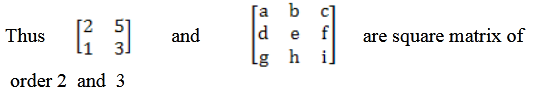 Thus [2 5 1 3] and [a b c d e f g h i] are square matrix of
order 2 and 3